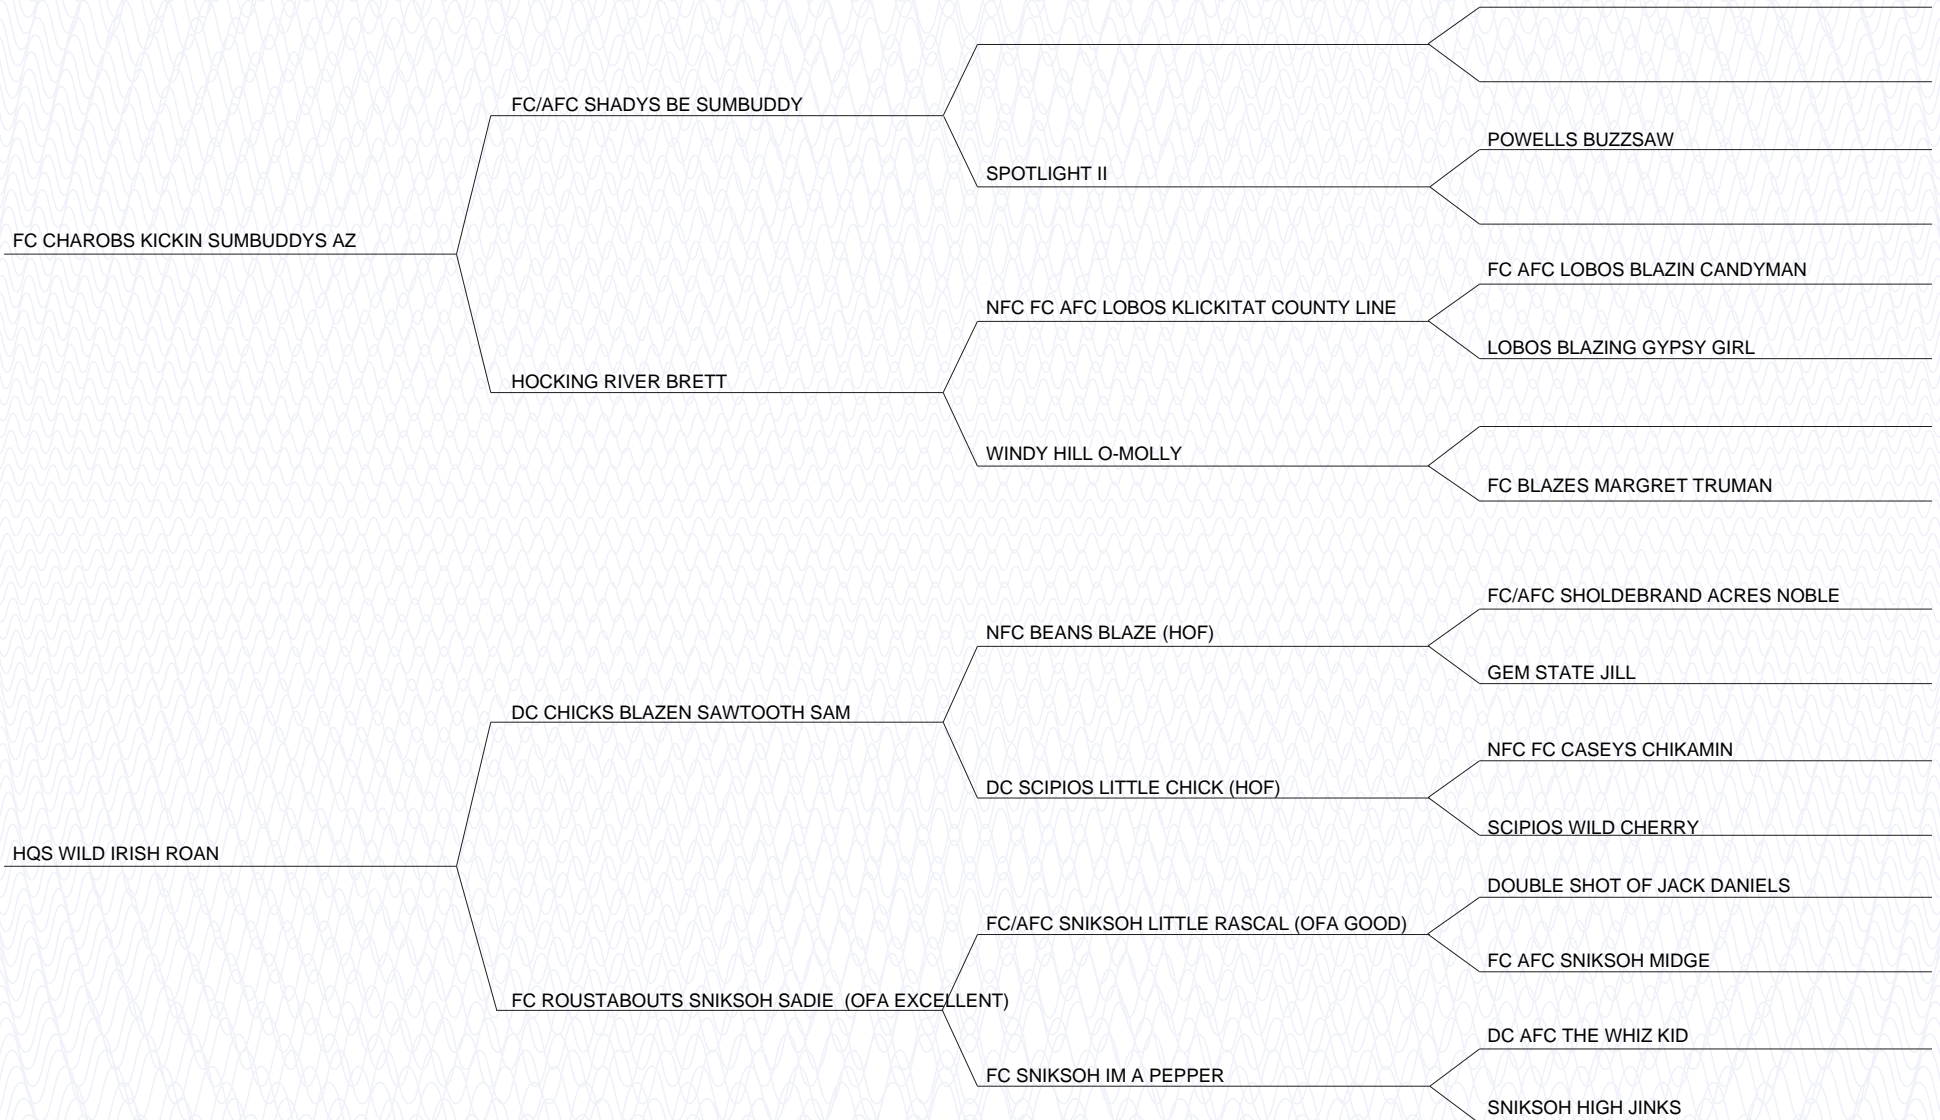 FC/AFC SHADYS BE SUMBUDDY
POWELLS BUZZSAW
SPOTLIGHT II
FC CHAROBS KICKIN SUMBUDDYS AZ
FC AFC LOBOS BLAZIN CANDYMAN
NFC FC AFC LOBOS KLICKITAT COUNTY LINE
LOBOS BLAZING GYPSY GIRL
HOCKING RIVER BRETT
WINDY HILL O-MOLLY
FC BLAZES MARGRET TRUMAN
FC/AFC SHOLDEBRAND ACRES NOBLE
NFC BEANS BLAZE (HOF)
GEM STATE JILL
DC CHICKS BLAZEN SAWTOOTH SAM
NFC FC CASEYS CHIKAMIN
DC SCIPIOS LITTLE CHICK (HOF)
SCIPIOS WILD CHERRY
HQS WILD IRISH ROAN
DOUBLE SHOT OF JACK DANIELS
FC/AFC SNIKSOH LITTLE RASCAL (OFA GOOD)
FC AFC SNIKSOH MIDGE
FC ROUSTABOUTS SNIKSOH SADIE  (OFA EXCELLENT)
DC AFC THE WHIZ KID
FC SNIKSOH IM A PEPPER
SNIKSOH HIGH JINKS